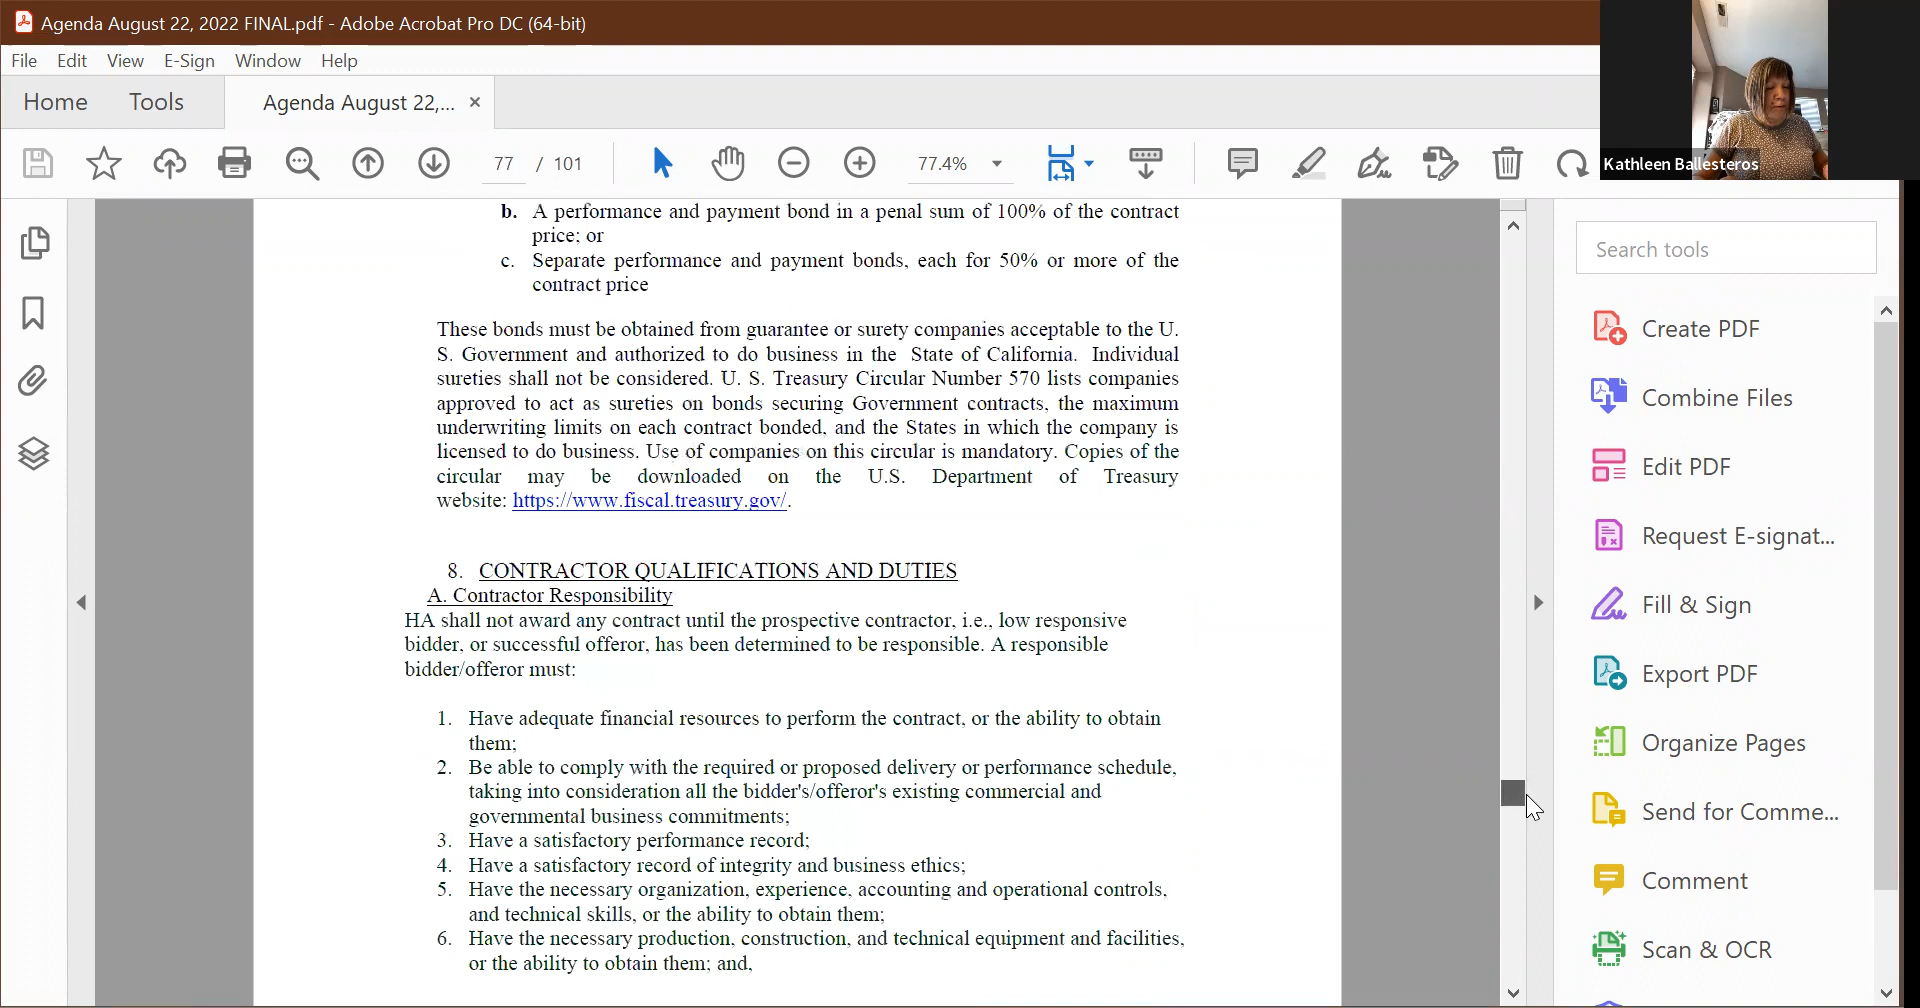 Agenda August 22, 2022 FINAL.pdf - Adobe Acrobat Pro DC (64-bit)
File Edit View E-Sign Window Help
Home Tools Agenda August 22,... ×
77 / 101 77.4%
Kathleen Ballesteros
b. A performance and payment bond in a penal sum of 100% of the contract
price; or
c. Separate performance and payment bonds, each for 50% or more of the
contract price
These bonds must be obtained from guarantee or surety companies acceptable to the U.
S. Government and authorized to do business in the State of California. Individual
sureties shall not be considered. U. S. Treasury Circular Number 570 lists companies
approved to act as sureties on bonds securing Government contracts, the maximum
underwriting limits on each contract bonded, and the States in which the company is
licensed to do business. Use of companies on this circular is mandatory. Copies of the
circular may be downloaded on the U.S. Department of Treasury
website: https://www.fiscal.treasury.gov/.
8. CONTRACTOR QUALIFICATIONS AND DUTIES
A. Contractor Responsibility
HA shall not award any contract until the prospective contractor, i.e., low responsive
bidder, or successful offeror, has been determined to be responsible. A responsible
bidder/offeror must:
1. Have adequate financial resources to perform the contract, or the ability to obtain
them;
2. Be able to comply with the required or proposed delivery or performance schedule,
taking into consideration all the bidder's/offeror's existing commercial and
governmental business commitments;
3. Have a satisfactory performance record;
4. Have a satisfactory record of integrity and business ethics;
5. Have the necessary organization, experience, accounting and operational controls,
and technical skills, or the ability to obtain them;
6. Have the necessary production, construction, and technical equipment and facilities,
or the ability to obtain them; and,
Search tools
Create PDF
Combine Files
Edit PDF
Request E-signat...
Fill & Sign
Export PDF
Organize Pages
Send for Comme...
Comment
Scan & OCR